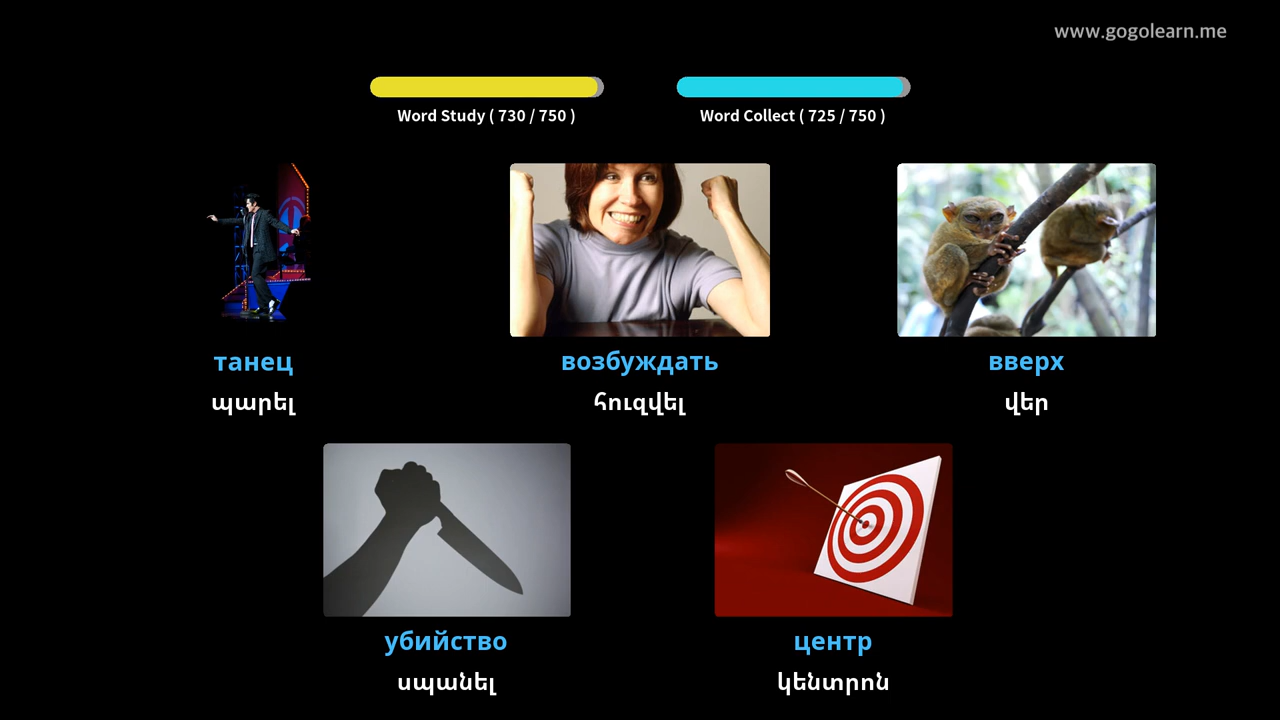 www.gogolearn.me
Word Study ( 730 / 750 )
Word Collect ( 725 / 750 )
танец
պարել
возбуждать
հուզվել
вверх
վեր
убийство
սպանել
центр
կենտրոն